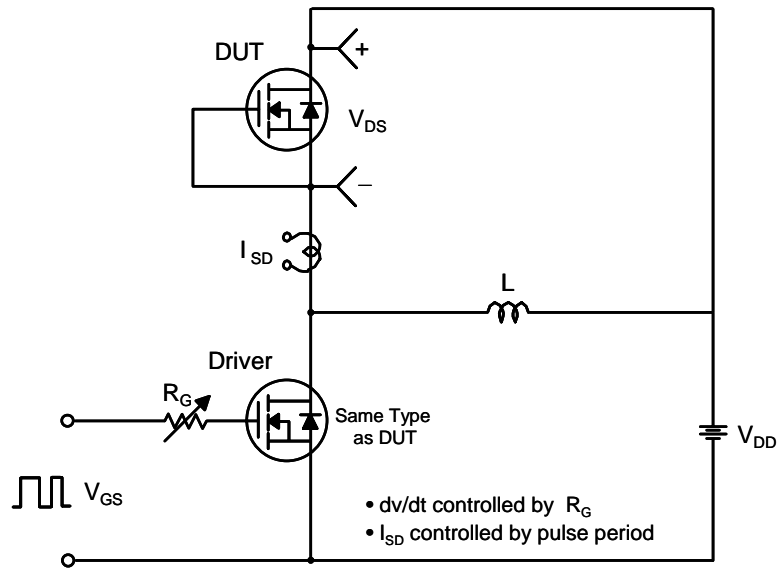 DUT
+
V_DS
−
I_SD
L
Driver
R_G
Same Type
as DUT
V_DD
V_GS
• dv/dt controlled by R_G
• I_SD controlled by pulse period